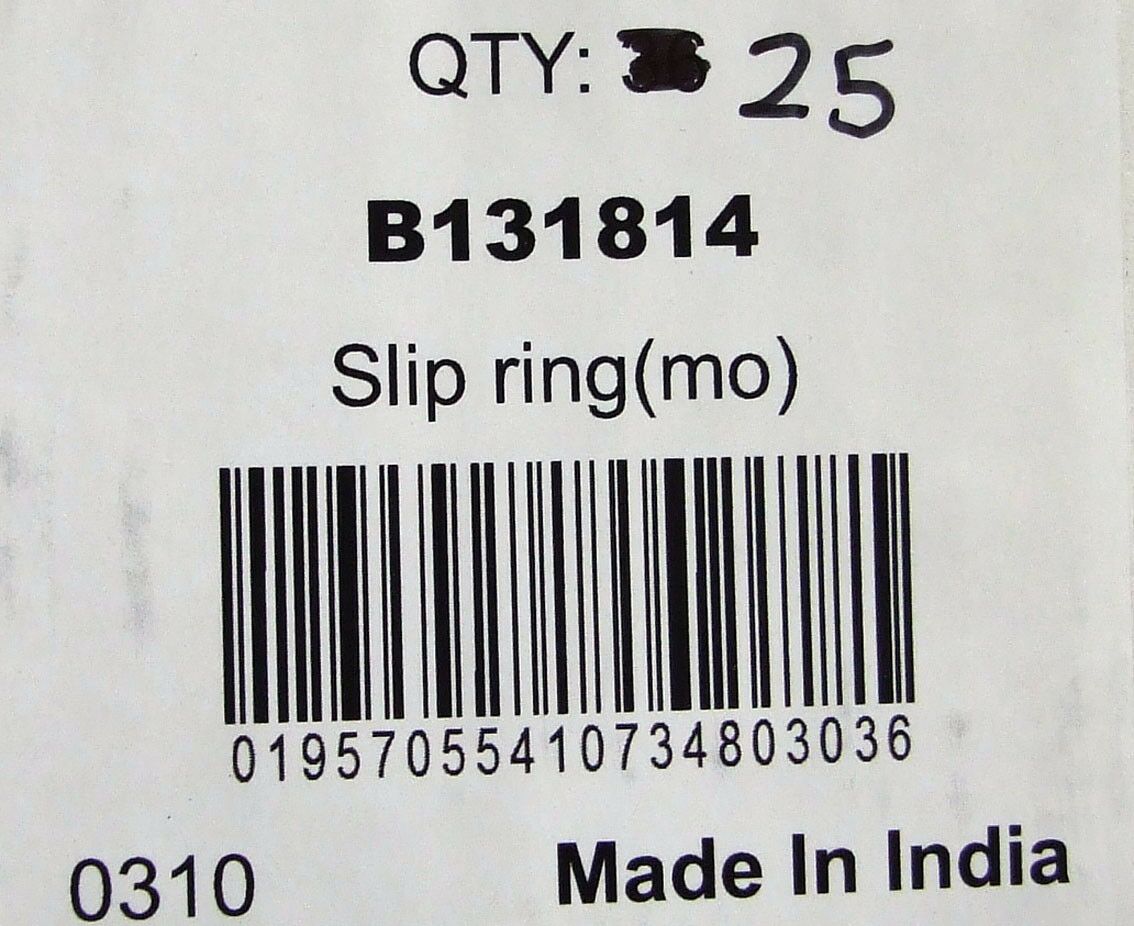 QTY: 25
B131814
Slip ring(mo)
01957055410734803036
0310 Made In India